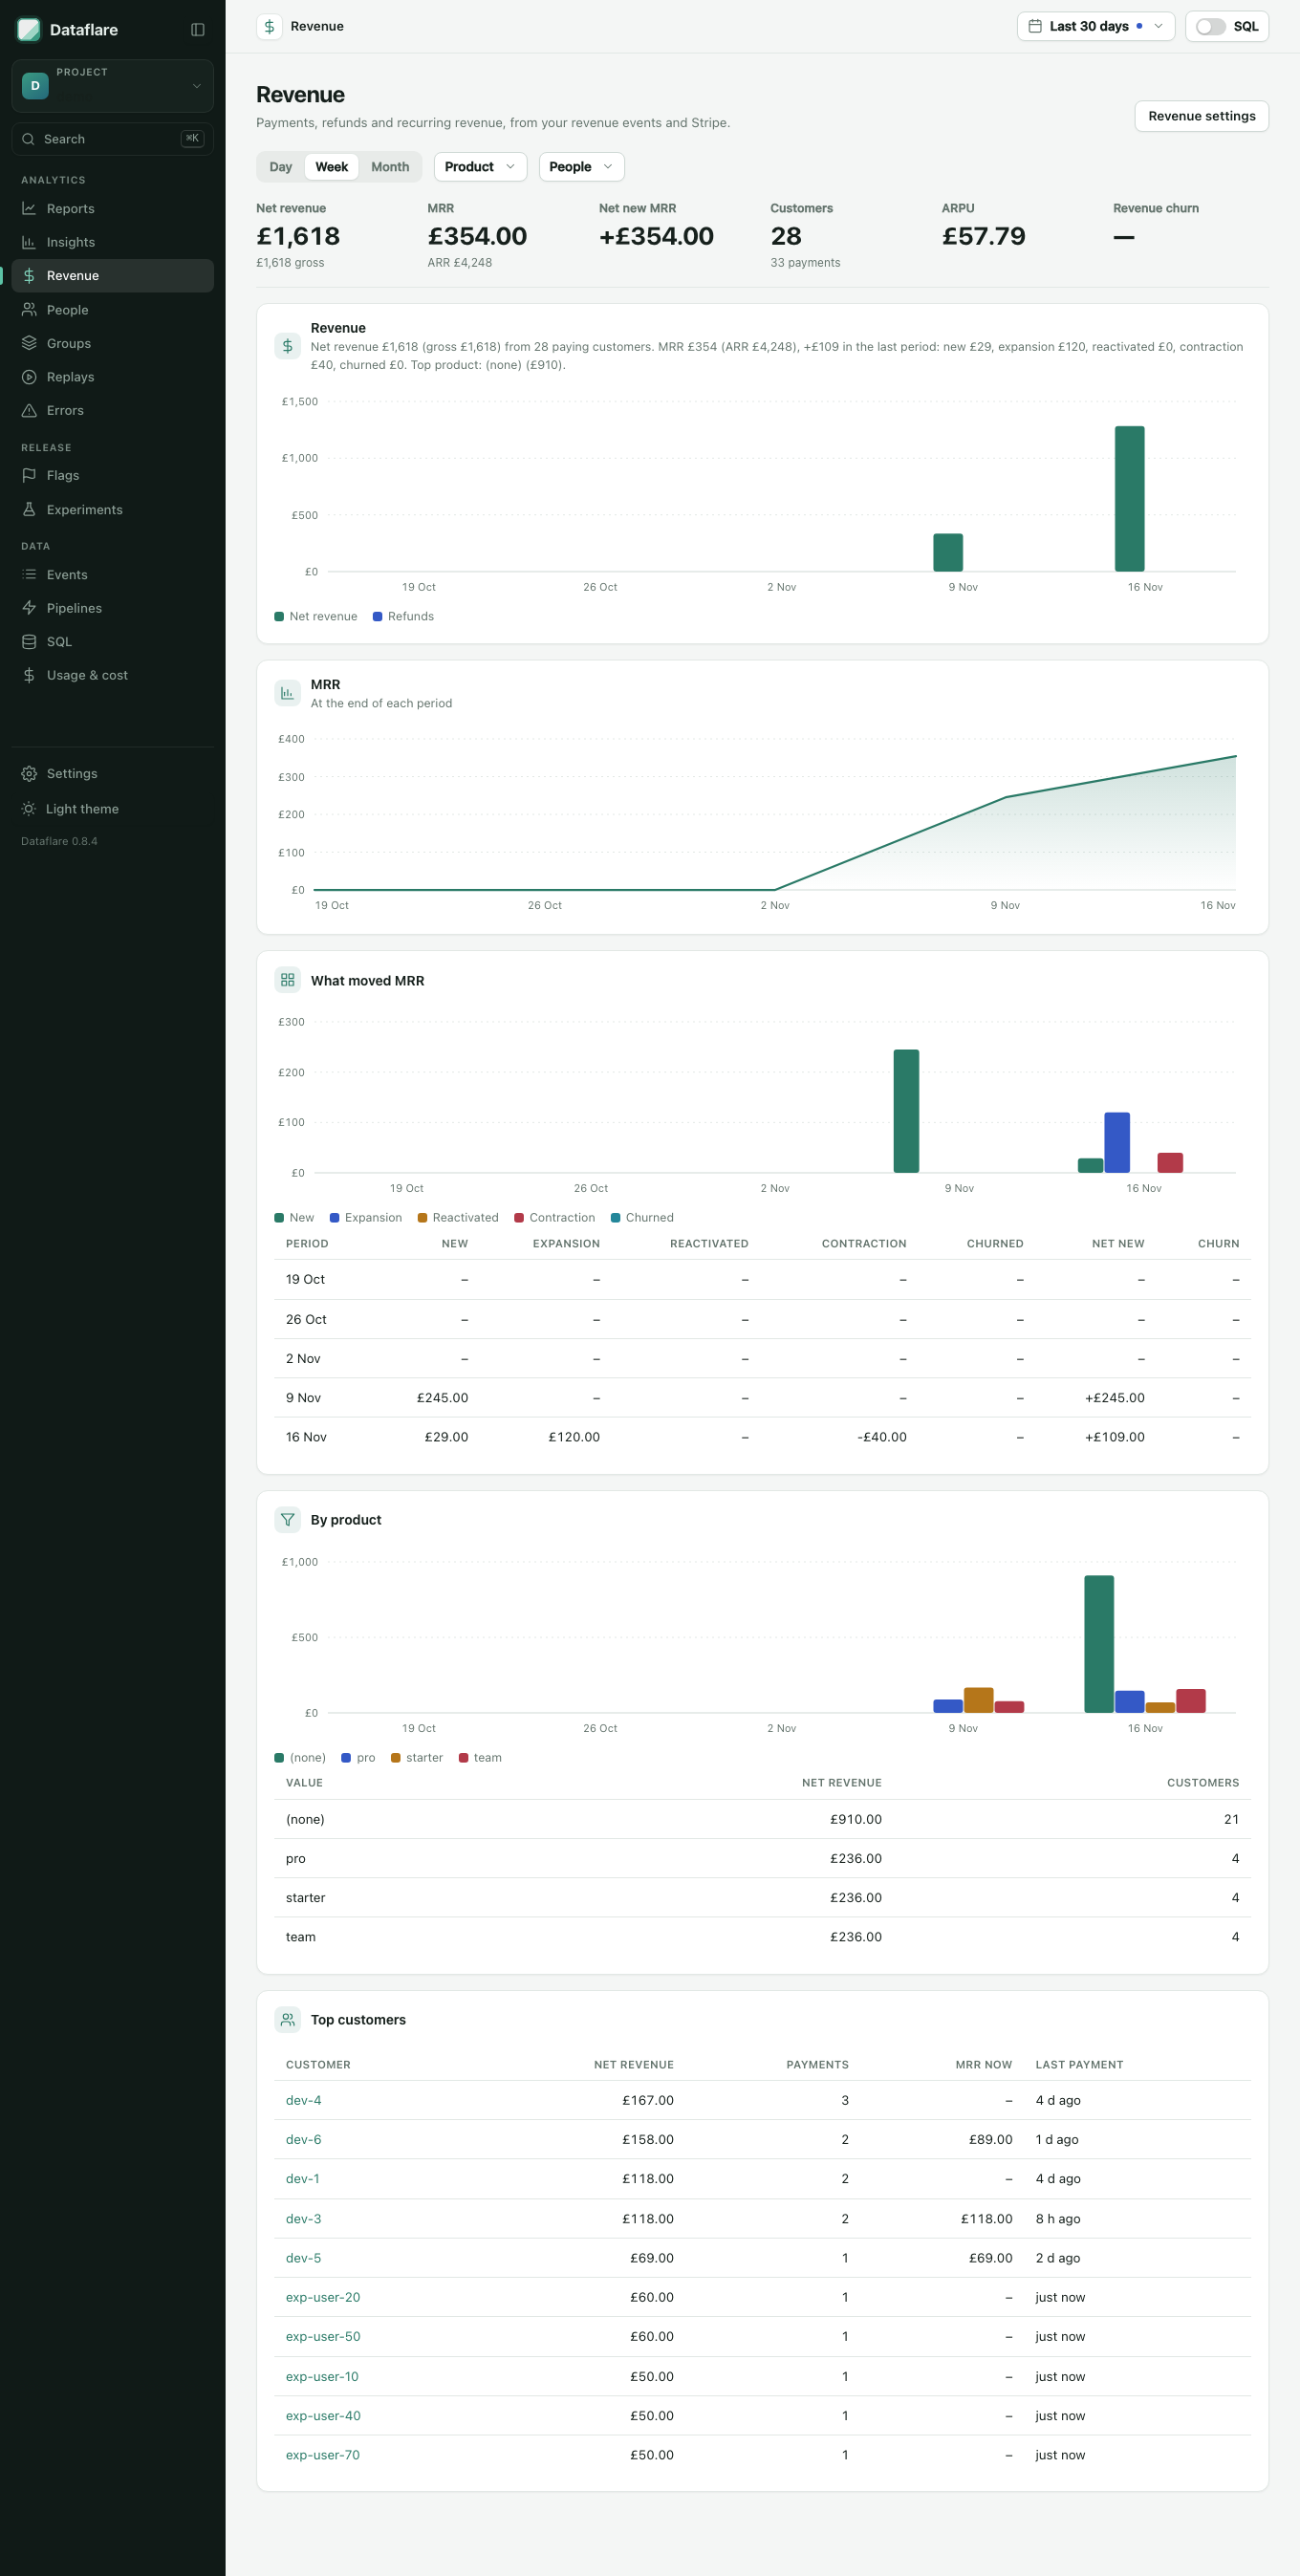 Dataflare
PROJECT
D
Search ⌘K
ANALYTICS
Reports
Insights
Revenue
People
Groups
Replays
Errors
RELEASE
Flags
Experiments
DATA
Events
Pipelines
SQL
Usage & cost
Settings
Light theme
Dataflare 0.8.4
Revenue
Last 30 days
SQL
Revenue
Payments, refunds and recurring revenue, from your revenue events and Stripe.
Revenue settings
Day Week Month Product People
Net revenue MRR Net new MRR Customers ARPU Revenue churn
£1,618 £354.00 +£354.00 28 £57.79 —
£1,618 gross ARR £4,248 33 payments
Revenue
Net revenue £1,618 (gross £1,618) from 28 paying customers. MRR £354 (ARR £4,248), +£109 in the last period: new £29, expansion £120, reactivated £0, contraction
£40, churned £0. Top product: (none) (£910).
£1,500
£1,000
£500
£0
19 Oct 26 Oct 2 Nov 9 Nov 16 Nov
Net revenue Refunds
MRR
At the end of each period
£400
£300
£200
£100
£0
19 Oct 26 Oct 2 Nov 9 Nov 16 Nov
What moved MRR
£300
£200
£100
£0
19 Oct 26 Oct 2 Nov 9 Nov 16 Nov
New Expansion Reactivated Contraction Churned
PERIOD NEW EXPANSION REACTIVATED CONTRACTION CHURNED NET NEW CHURN
19 Oct – – – – – – –
26 Oct – – – – – – –
2 Nov – – – – – – –
9 Nov £245.00 – – – – +£245.00 –
16 Nov £29.00 £120.00 – -£40.00 – +£109.00 –
By product
£1,000
£500
£0
19 Oct 26 Oct 2 Nov 9 Nov 16 Nov
(none) pro starter team
VALUE NET REVENUE CUSTOMERS
(none) £910.00 21
pro £236.00 4
starter £236.00 4
team £236.00 4
Top customers
CUSTOMER NET REVENUE PAYMENTS MRR NOW LAST PAYMENT
dev-4 £167.00 3 – 4 d ago
dev-6 £158.00 2 £89.00 1 d ago
dev-1 £118.00 2 – 4 d ago
dev-3 £118.00 2 £118.00 8 h ago
dev-5 £69.00 1 £69.00 2 d ago
exp-user-20 £60.00 1 – just now
exp-user-50 £60.00 1 – just now
exp-user-10 £50.00 1 – just now
exp-user-40 £50.00 1 – just now
exp-user-70 £50.00 1 – just now